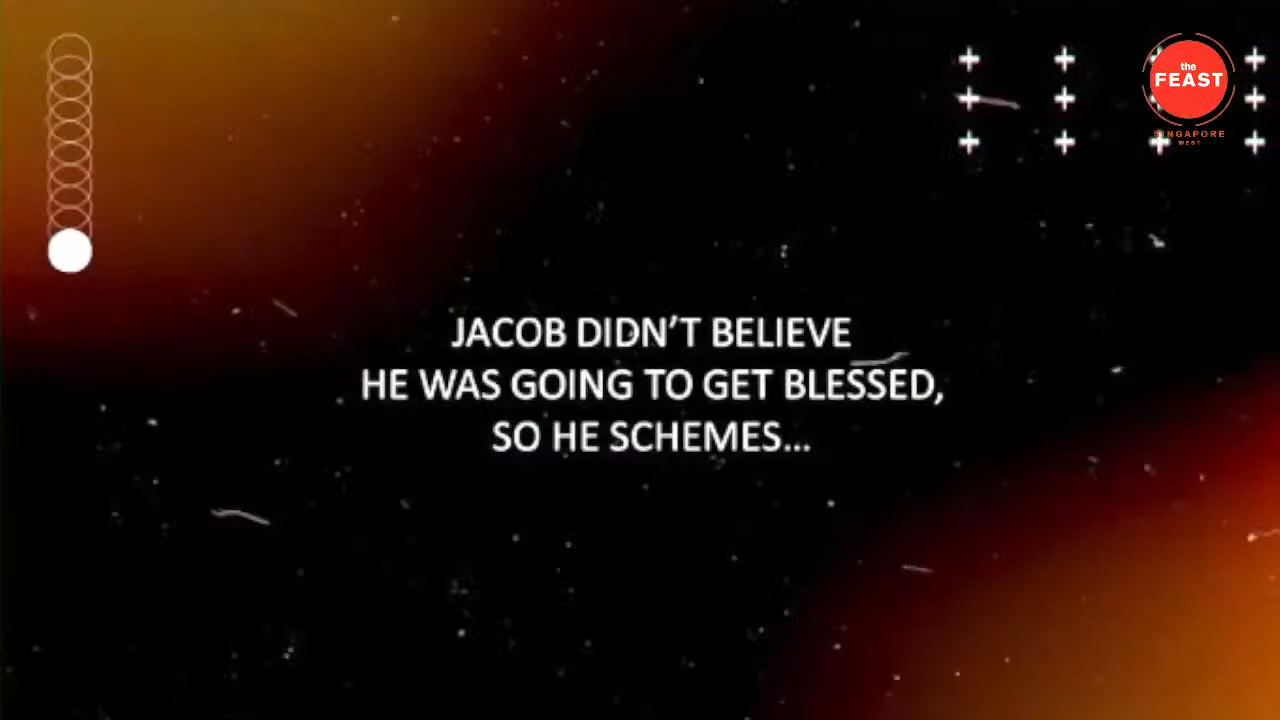 the
FEAST
SINGAPORE
WEST
JACOB DIDN’T BELIEVE
HE WAS GOING TO GET BLESSED,
SO HE SCHEMES...